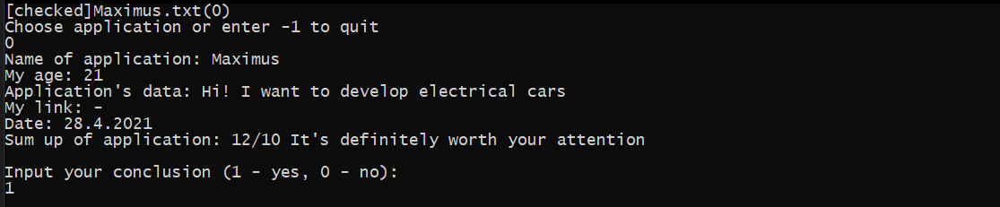 [checked]Maximus.txt(0)
Choose application or enter -1 to quit
0
Name of application: Maximus
My age: 21
Application's data: Hi! I want to develop electrical cars
My link: -
Date: 28.4.2021
Sum up of application: 12/10 It's definitely worth your attention
Input your conclusion (1 - yes, 0 - no):
1